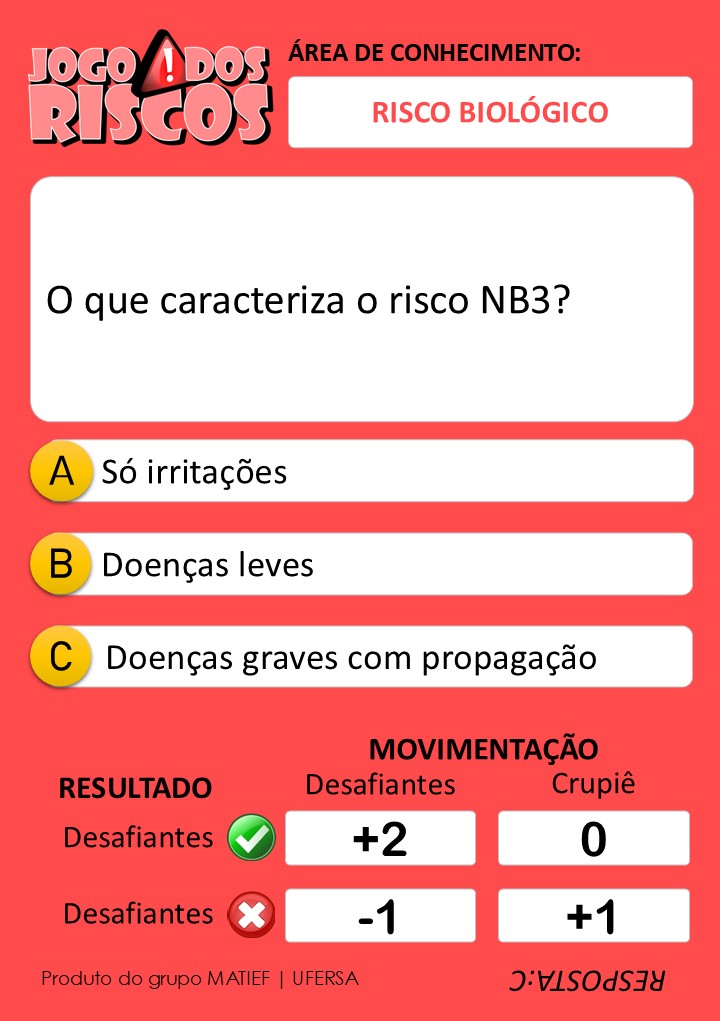 JOGO DOS
RISCOS
ÁREA DE CONHECIMENTO:
RISCO BIOLÓGICO
O que caracteriza o risco NB3?
A Só irritações
B Doenças leves
C Doenças graves com propagação
MOVIMENTAÇÃO
RESULTADO Desafiantes Crupiê
Desafiantes +2 0
Desafiantes -1 +1
Produto do grupo MATIEF | UFERSA
RESPOSTA:C